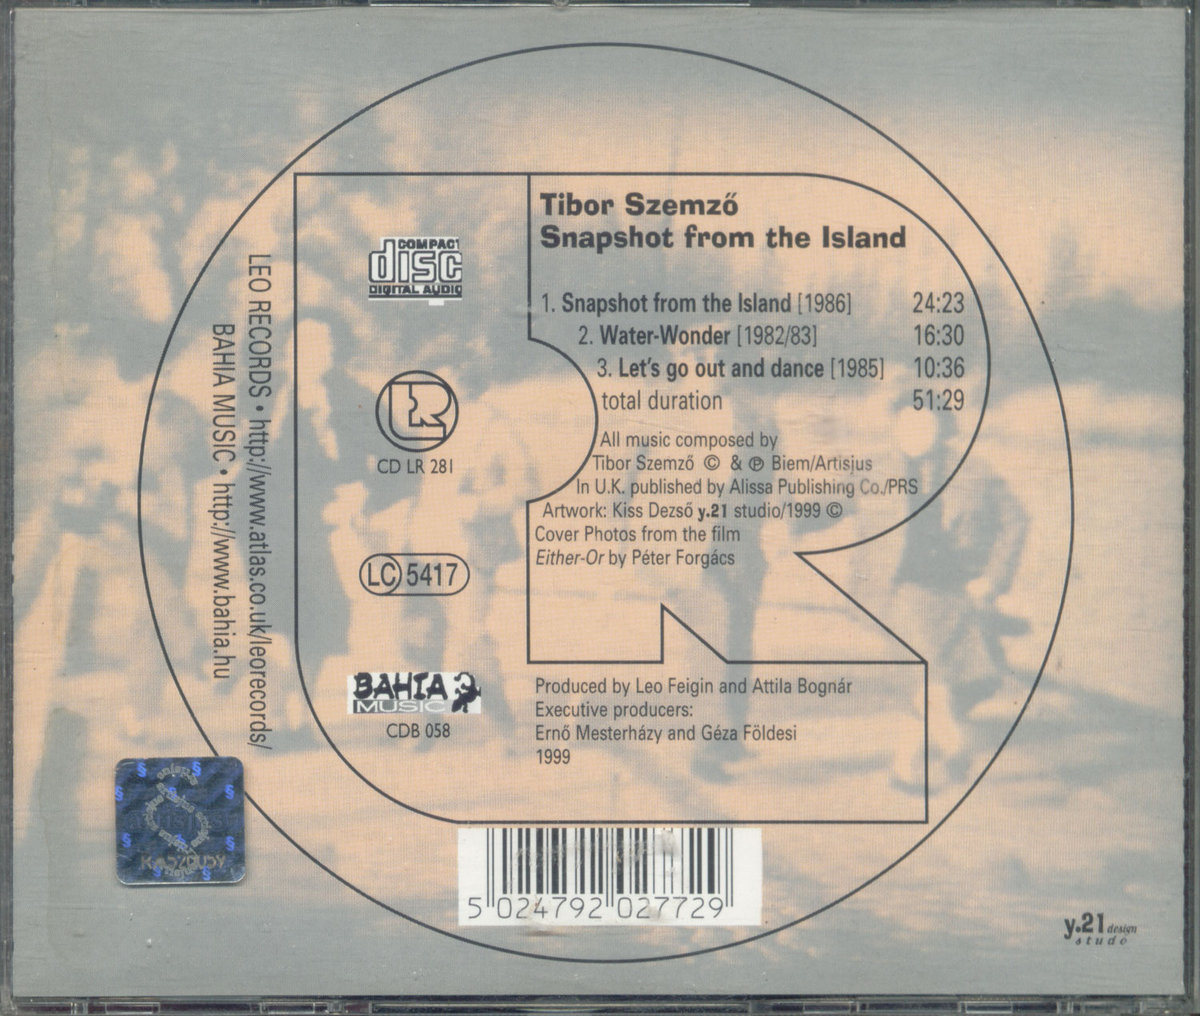 Tibor Szemző
Snapshot from the Island
1. Snapshot from the Island [1986] 24:23
2. Water-Wonder [1982/83] 16:30
3. Let's go out and dance [1985] 10:36
total duration 51:29
All music composed by
Tibor Szemző © & ℗ Biem/Artisjus
In U.K. published by Alissa Publishing Co./PRS
Artwork: Kiss Dezső y.21 studio/1999 ©
Cover Photos from the film
Either-Or by Péter Forgács
Produced by Leo Feigin and Attila Bognár
Executive producers:
Ernő Mesterházy and Géza Földesi
1999
COMPACT
disc
DIGITAL AUDIO
LR
CD LR 281
LC 5417
BAHIA
MUSIC
CDB 058
LEO RECORDS • http://www.atlas.co.uk/leorecords/
BAHIA MUSIC • http://www.bahia.hu
5 024792 027729
y.21 design
studó